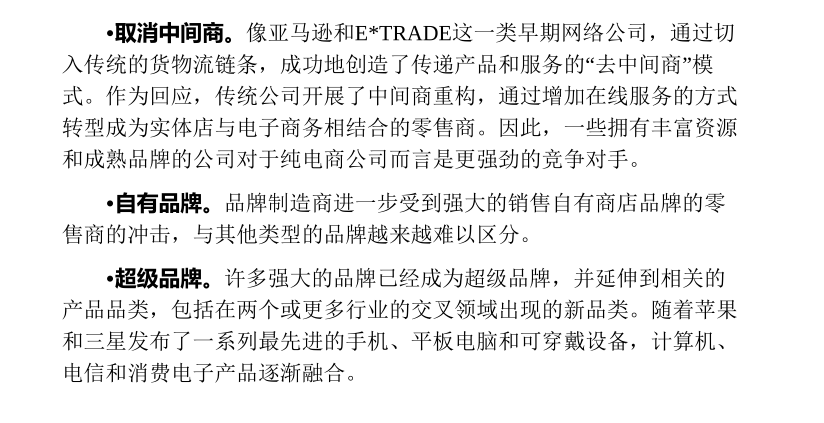 •取消中间商。像亚马逊和E*TRADE这一类早期网络公司，通过切
入传统的货物流链条，成功地创造了传递产品和服务的“去中间商”模
式。作为回应，传统公司开展了中间商重构，通过增加在线服务的方式
转型成为实体店与电子商务相结合的零售商。因此，一些拥有丰富资源
和成熟品牌的公司对于纯电商公司而言是更强劲的竞争对手。
•自有品牌。品牌制造商进一步受到强大的销售自有商店品牌的零
售商的冲击，与其他类型的品牌越来越难以区分。
•超级品牌。许多强大的品牌已经成为超级品牌，并延伸到相关的
产品品类，包括在两个或更多行业的交叉领域出现的新品类。随着苹果
和三星发布了一系列最先进的手机、平板电脑和可穿戴设备，计算机、
电信和消费电子产品逐渐融合。